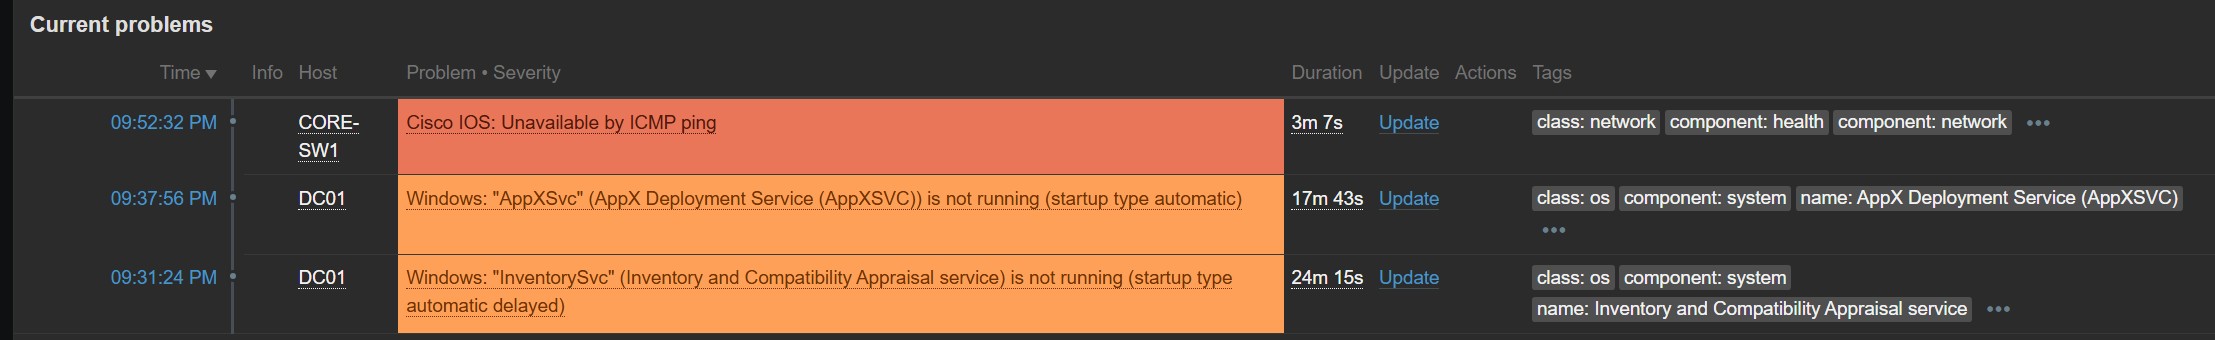 Current problems
Time▼ Info Host Problem • Severity Duration Update Actions Tags
09:52:32 PM CORE-SW1 Cisco IOS: Unavailable by ICMP ping 3m 7s Update class: network component: health component: network •••
09:37:56 PM DC01 Windows: "AppXSvc" (AppX Deployment Service (AppXSVC)) is not running (startup type automatic) 17m 43s Update class: os component: system name: AppX Deployment Service (AppXSVC)
•••
09:31:24 PM DC01 Windows: "InventorySvc" (Inventory and Compatibility Appraisal service) is not running (startup type 24m 15s Update class: os component: system
automatic delayed) name: Inventory and Compatibility Appraisal service •••